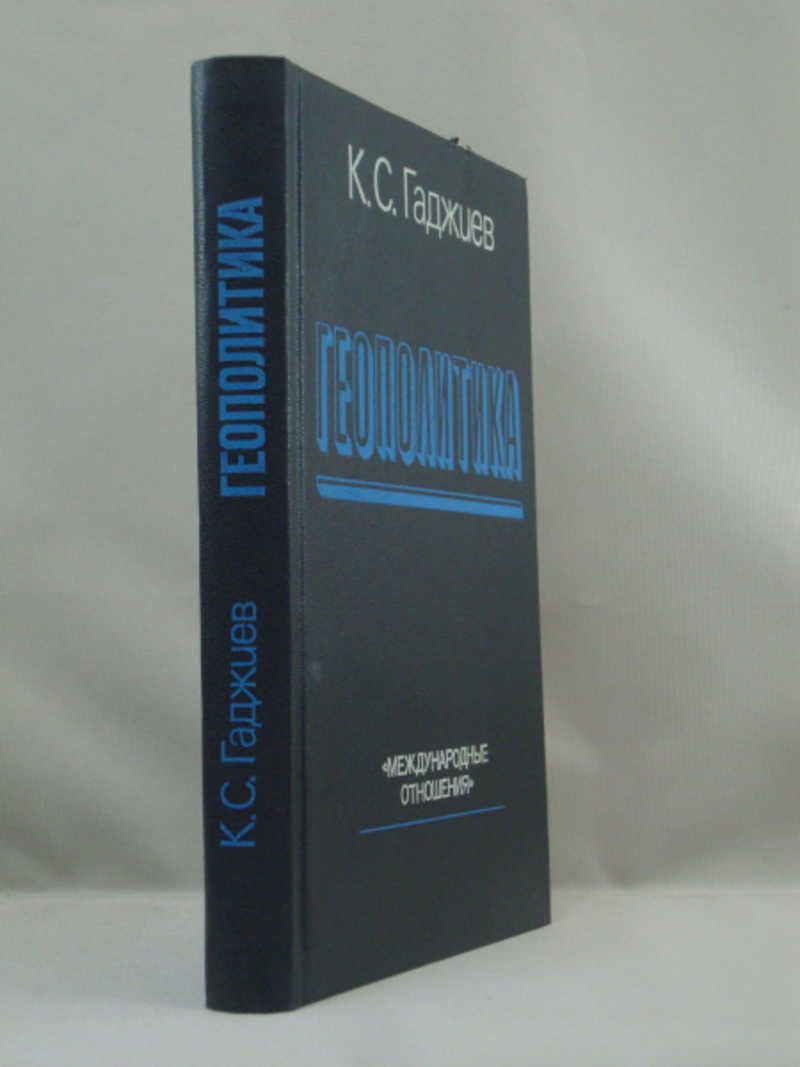 К. С. Гаджиев
ГЕОПОЛИТИКА
К. С. Гаджиев
ГЕОПОЛИТИКА
«МЕЖДУНАРОДНЫЕ
ОТНОШЕНИЯ»